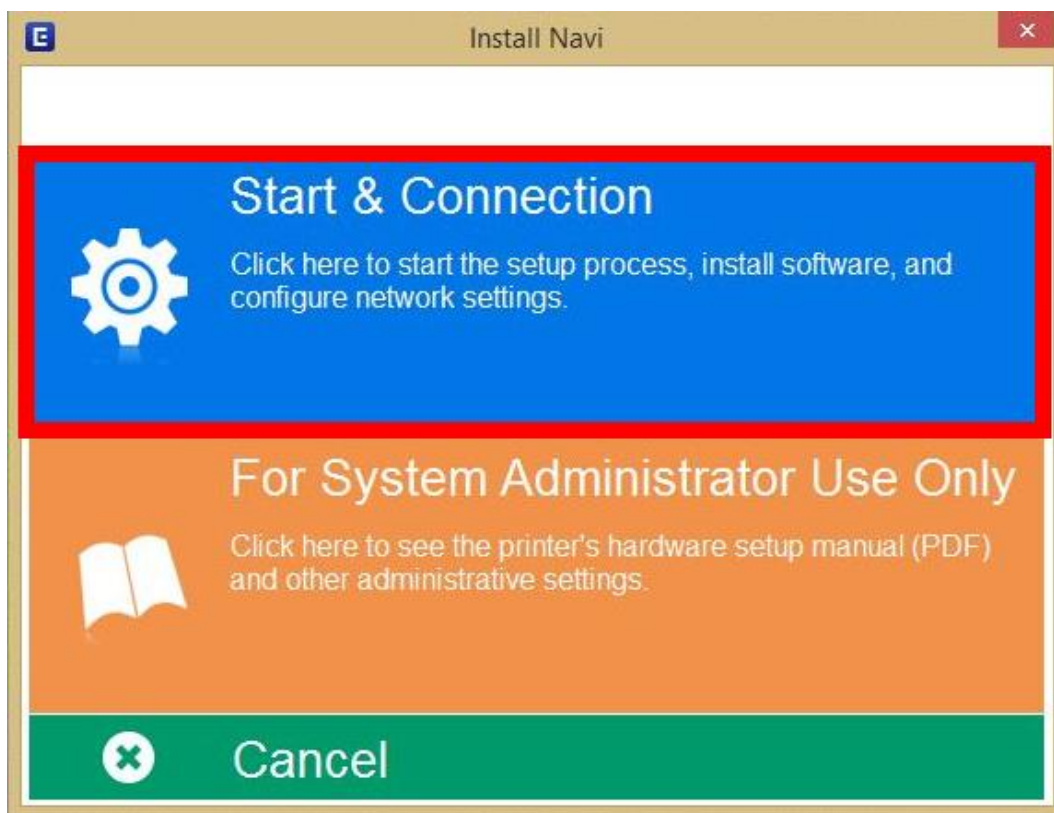 E
Install Navi
Start & Connection
Click here to start the setup process, install software, and
configure network settings.
For System Administrator Use Only
Click here to see the printer's hardware setup manual (PDF)
and other administrative settings.
Cancel